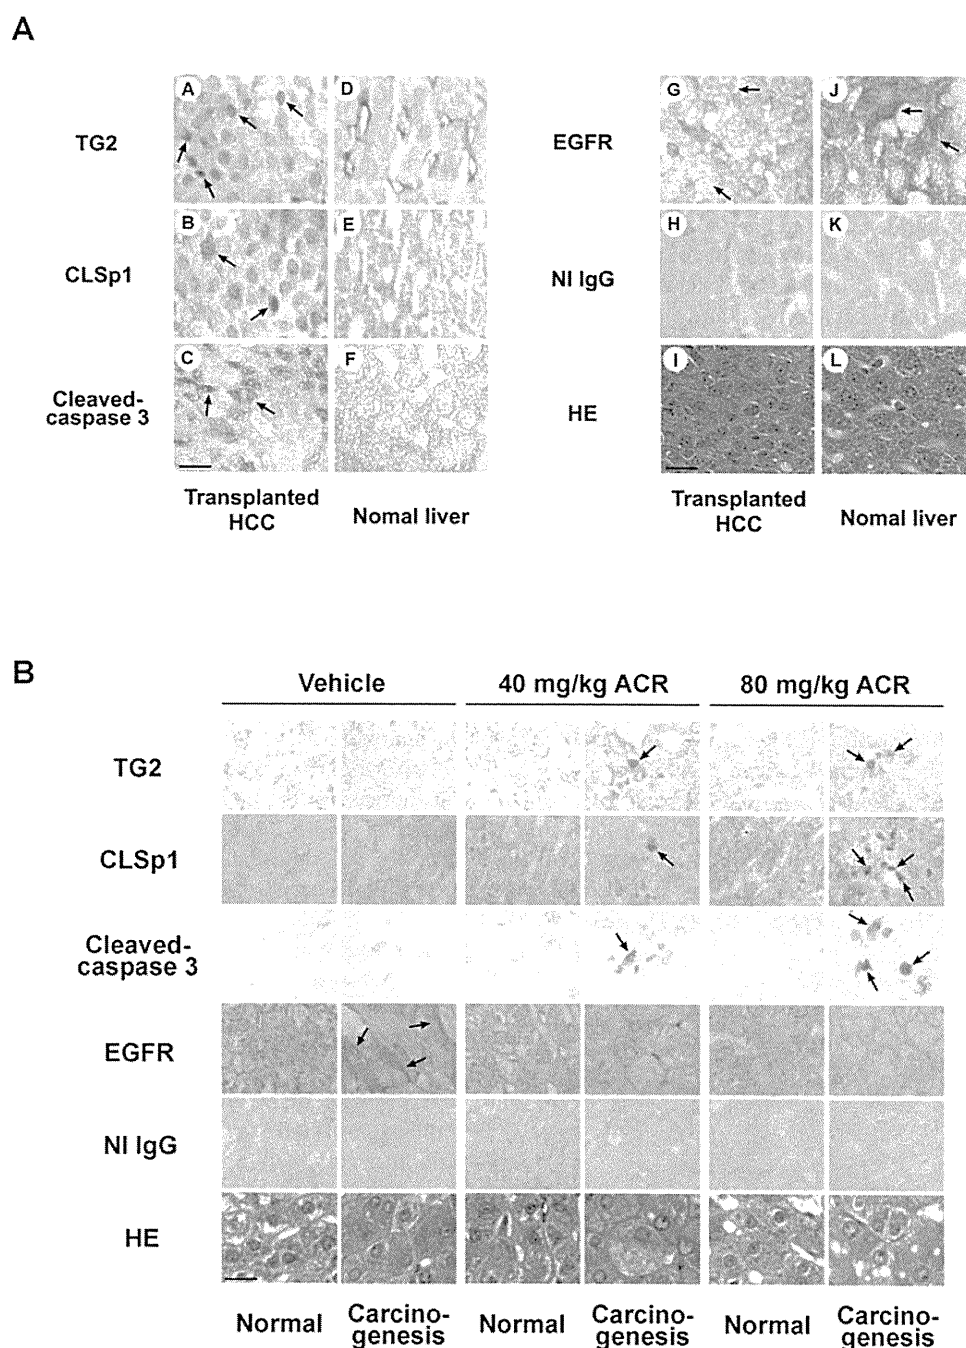 A
TG2
CLSp1
Cleaved-
caspase 3
A
D
B
E
C
F
Transplanted
HCC
Nomal liver
EGFR
NI IgG
HE
G
J
H
K
I
L
Transplanted
HCC
Nomal liver
B
Vehicle
40 mg/kg ACR
80 mg/kg ACR
TG2
CLSp1
Cleaved-
caspase 3
EGFR
NI IgG
HE
Normal
Carcino-
genesis
Normal
Carcino-
genesis
Normal
Carcino-
genesis